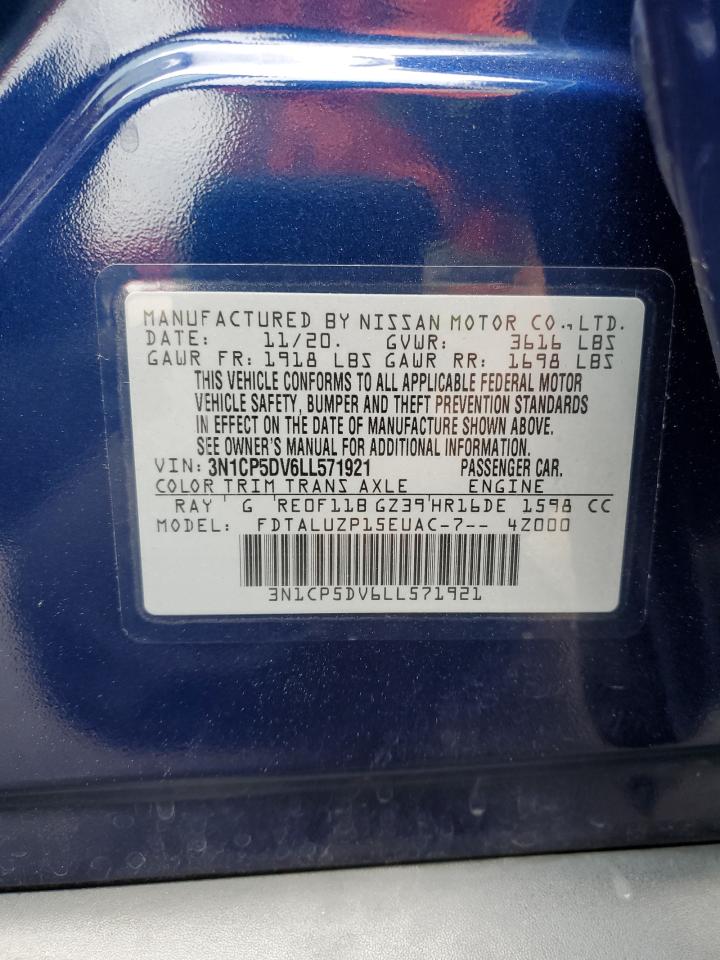 MANUFACTURED BY NISSAN MOTOR CO., LTD.
DATE: 11/20. GVWR: 3616 LBS
GAWR FR: 1918 LBS GAWR RR: 1698 LBS
THIS VEHICLE CONFORMS TO ALL APPLICABLE FEDERAL MOTOR
VEHICLE SAFETY, BUMPER AND THEFT PREVENTION STANDARDS
IN EFFECT ON THE DATE OF MANUFACTURE SHOWN ABOVE.
SEE OWNER'S MANUAL FOR ADDITIONAL INFORMATION.
VIN: 3N1CP5DV6LL571921 PASSENGER CAR.
COLOR TRIM TRANS AXLE ENGINE
RAY G RE0F11B GZ39 HR16DE 1598 CC
MODEL: FDTALUZP15EUAC-7-- 4Z000
3N1CP5DV6LL571921